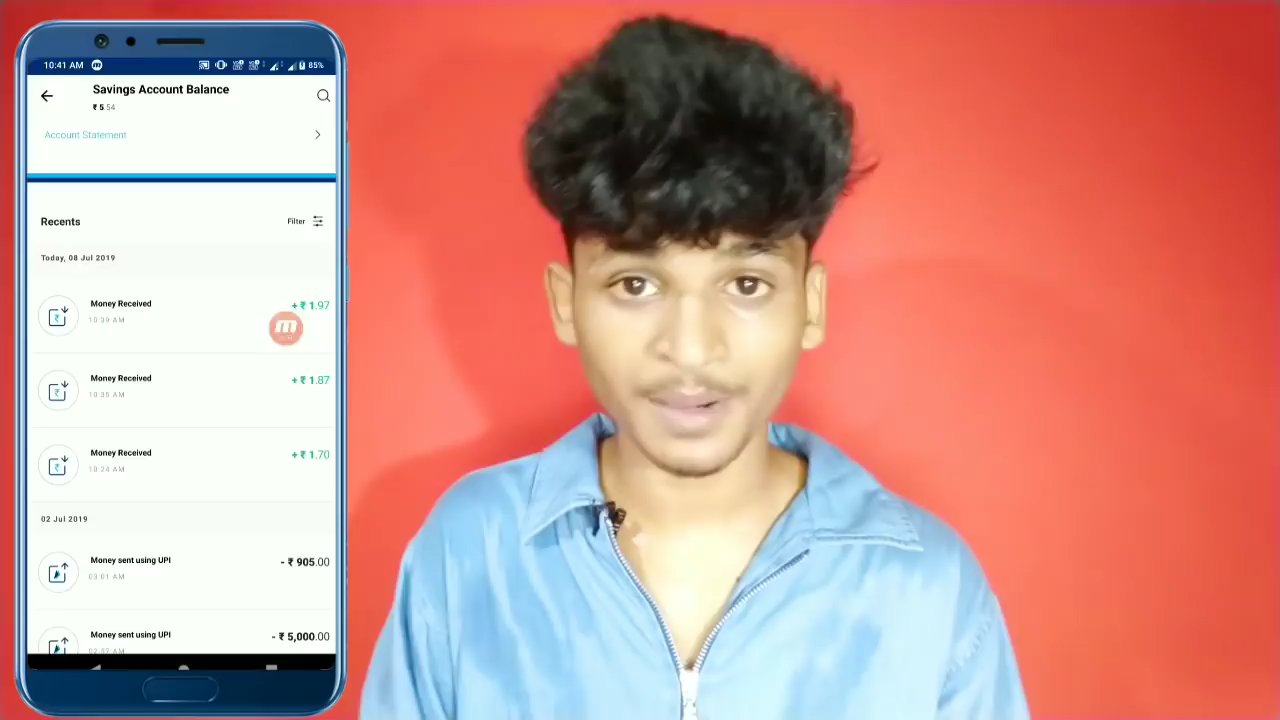 10:41 AM
85%
Savings Account Balance
₹ 5.54
Account Statement
Recents
Filter
Today, 08 Jul 2019
Money Received
+ ₹ 1.97
10:39 AM
Money Received
+ ₹ 1.87
10:35 AM
Money Received
+ ₹ 1.70
10:24 AM
02 Jul 2019
Money sent using UPI
- ₹ 905.00
03:01 AM
Money sent using UPI
- ₹ 5,000.00